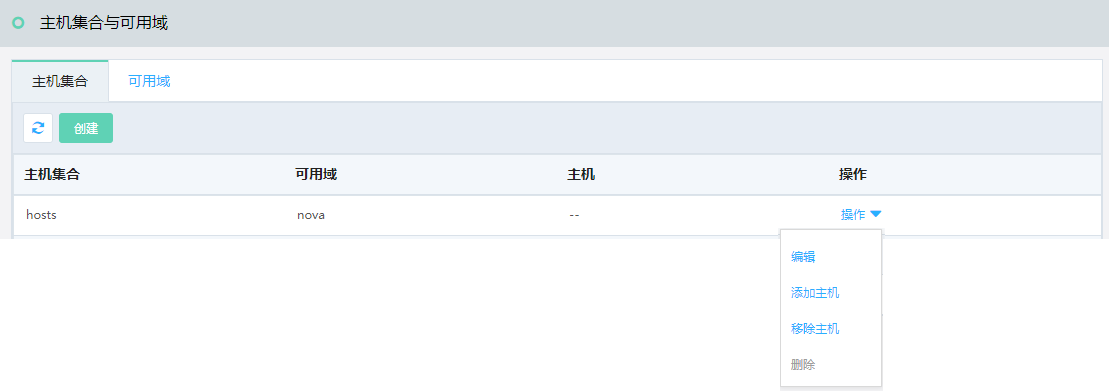 主机集合与可用域
主机集合 可用域
创建
主机集合 可用域 主机 操作
hosts nova -- 操作
编辑
添加主机
移除主机
删除